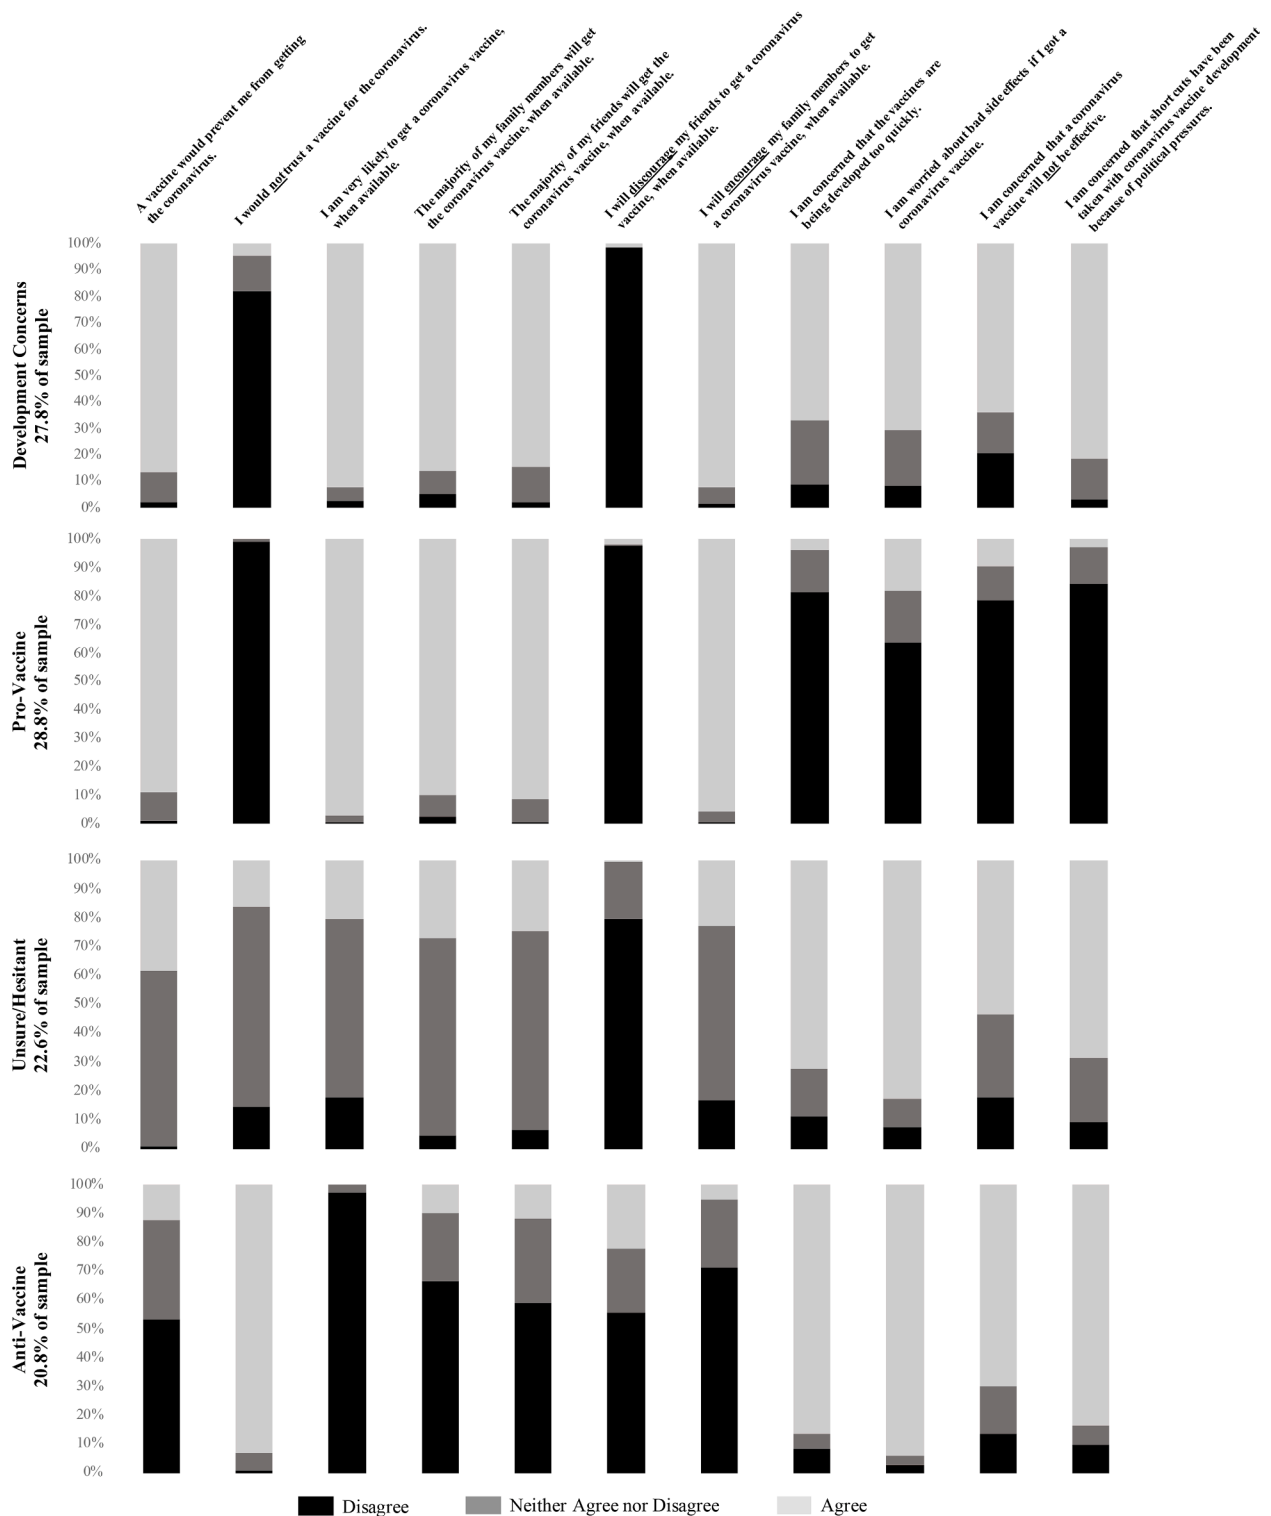 A vaccine would prevent me from getting
the coronavirus.
I would not trust a vaccine for the coronavirus.
I am very likely to get a coronavirus vaccine,
when available.
The majority of my family members will get
the coronavirus vaccine, when available.
The majority of my friends will get the
coronavirus vaccine, when available.
I will discourage my friends to get a coronavirus
vaccine, when available.
I will encourage my family members to get
a coronavirus vaccine, when available.
I am concerned that the vaccines are
being developed too quickly.
I am worried about bad side effects if I got a
coronavirus vaccine.
I am concerned that a coronavirus
vaccine will not be effective.
I am concerned that short cuts have been
taken with coronavirus vaccine development
because of political pressures.
Development Concerns
27.8% of sample
100%
90%
80%
70%
60%
50%
40%
30%
20%
10%
0%
Pro-Vaccine
28.8% of sample
100%
90%
80%
70%
60%
50%
40%
30%
20%
10%
0%
Unsure/Hesitant
22.6% of sample
100%
90%
80%
70%
60%
50%
40%
30%
20%
10%
0%
Anti-Vaccine
20.8% of sample
100%
90%
80%
70%
60%
50%
40%
30%
20%
10%
0%
Disagree
Neither Agree nor Disagree
Agree